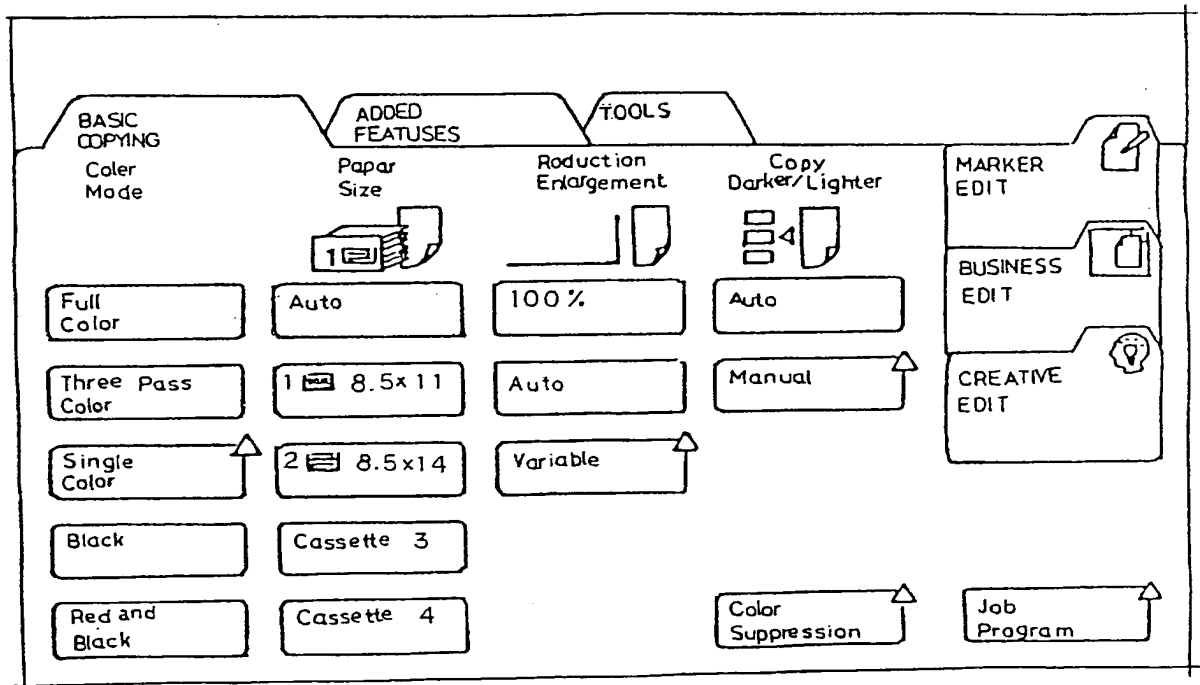 BASIC
COPYING
ADDED
FEATUSES
TOOLS
Coler
Mode
Papar
Size
Roduction
Enlargement
Copy
Darker/Lighter
MARKER
EDIT
1
BUSINESS
EDIT
CREATIVE
EDIT
Full
Color
Three Pass
Color
Single
Color
Black
Red and
Black
Auto
1 8.5x11
2 8.5x14
Cassette 3
Cassette 4
100%
Auto
Variable
Auto
Manual
Color
Suppression
Job
Program